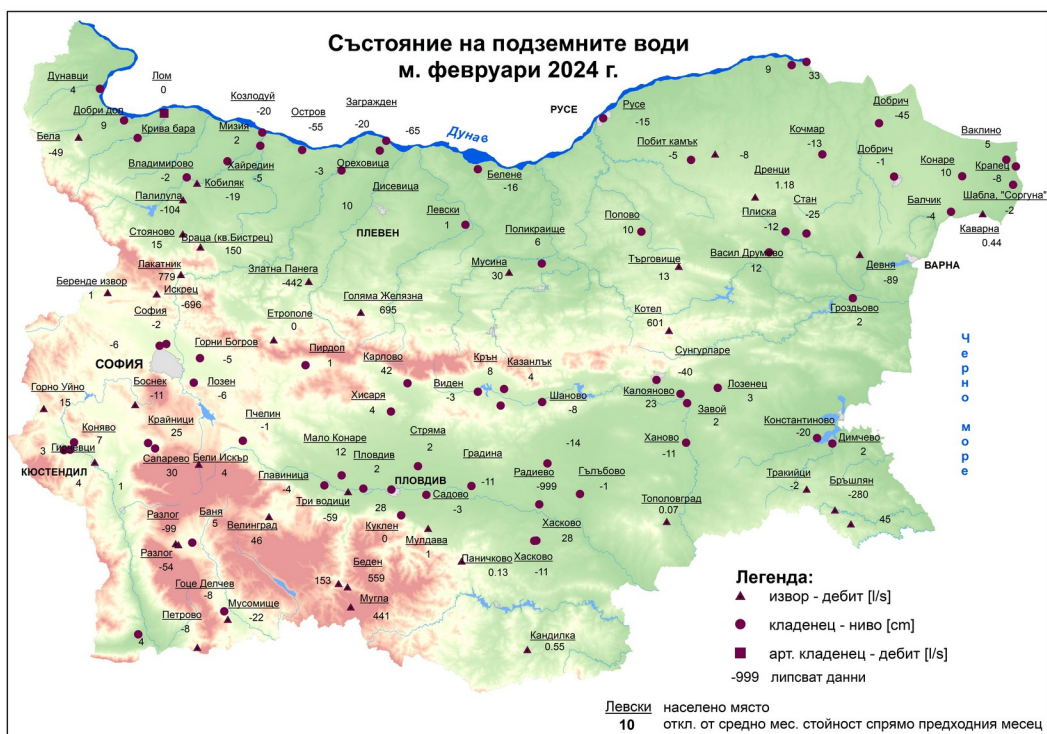 Състояние на подземните води
м. февруари 2024 г.
Дунавци
4
Лом
0
Козлодуй
-20
Остров
-55
Загражден
-20
-65
Дунав
РУСЕ
Русе
-15
9
33
Добрич
-45
Добри дол
9
Крива бара
Мизия
2
Бела
-49
Владимирово
-2
Хайредин
-5
Кобиляк
-19
Ореховица
-3
Дисевица
10
Белене
-16
Побит камък
-5
-8
Кочмар
-13
Добрич
-1
Ваклино
5
Конаре
10
Крапец
-8
Шабла, "Соргуна"
-2
Палилула
-104
Левски
1
Дренци
1.18
Стан
-25
Балчик
-4
Каварна
0.44
Стояново
15
Враца (кв.Бистрец)
150
ПЛЕВЕН
Поликраище
6
Попово
10
Плиска
-12
Лакатник
779
Златна Панега
-442
Мусина
30
Търговище
13
Васил Друмево
12
Девня
-89
ВАРНА
Беренде извор
1
Искрец
-696
София
-2
Голяма Желязна
695
Етрополе
0
Котел
601
Гроздьово
2
-6
Горни Богров
-5
СОФИЯ
Пирдоп
1
Карлово
42
Крън
8
Казанлък
4
Сунгурларе
-40
Черно море
Горно Уйно
15
Боснек
-11
Лозен
-6
Виден
-3
Шаново
-8
Калояново
23
Лозенец
3
Хисаря
4
Завой
2
Коняво
7
Крайници
25
Пчелин
-1
Стряма
2
-14
Ханово
-11
Константиново
-20
Димчево
2
3
КЮСТЕНДИЛ
4
Сапарево
30
Бели Искър
4
Мало Конаре
12
Пловдив
2
Градина
-11
Радиево
-999
Гълъбово
-1
Тракийци
-2
Бръшлян
-280
45
1
Главиница
-4
ПЛОВДИВ
Садово
-3
Три водици
-59
28
Тополовград
0.07
Разлог
-99
Баня
5
Велинград
46
Куклен
0
Мулдава
1
Хасково
28
Разлог
-54
Беден
559
Паничково
0.13
Хасково
-11
Гоце Делчев
-8
153
Мугла
441
Мусомище
-22
Петрово
-8
4
Кандилка
0.55
Легенда:
извор - дебит [l/s]
кладенец - ниво [cm]
арт. кладенец - дебит [l/s]
-999 липсват данни
Левски населено място
10 откл. от средно мес. стойност спрямо предходния месец